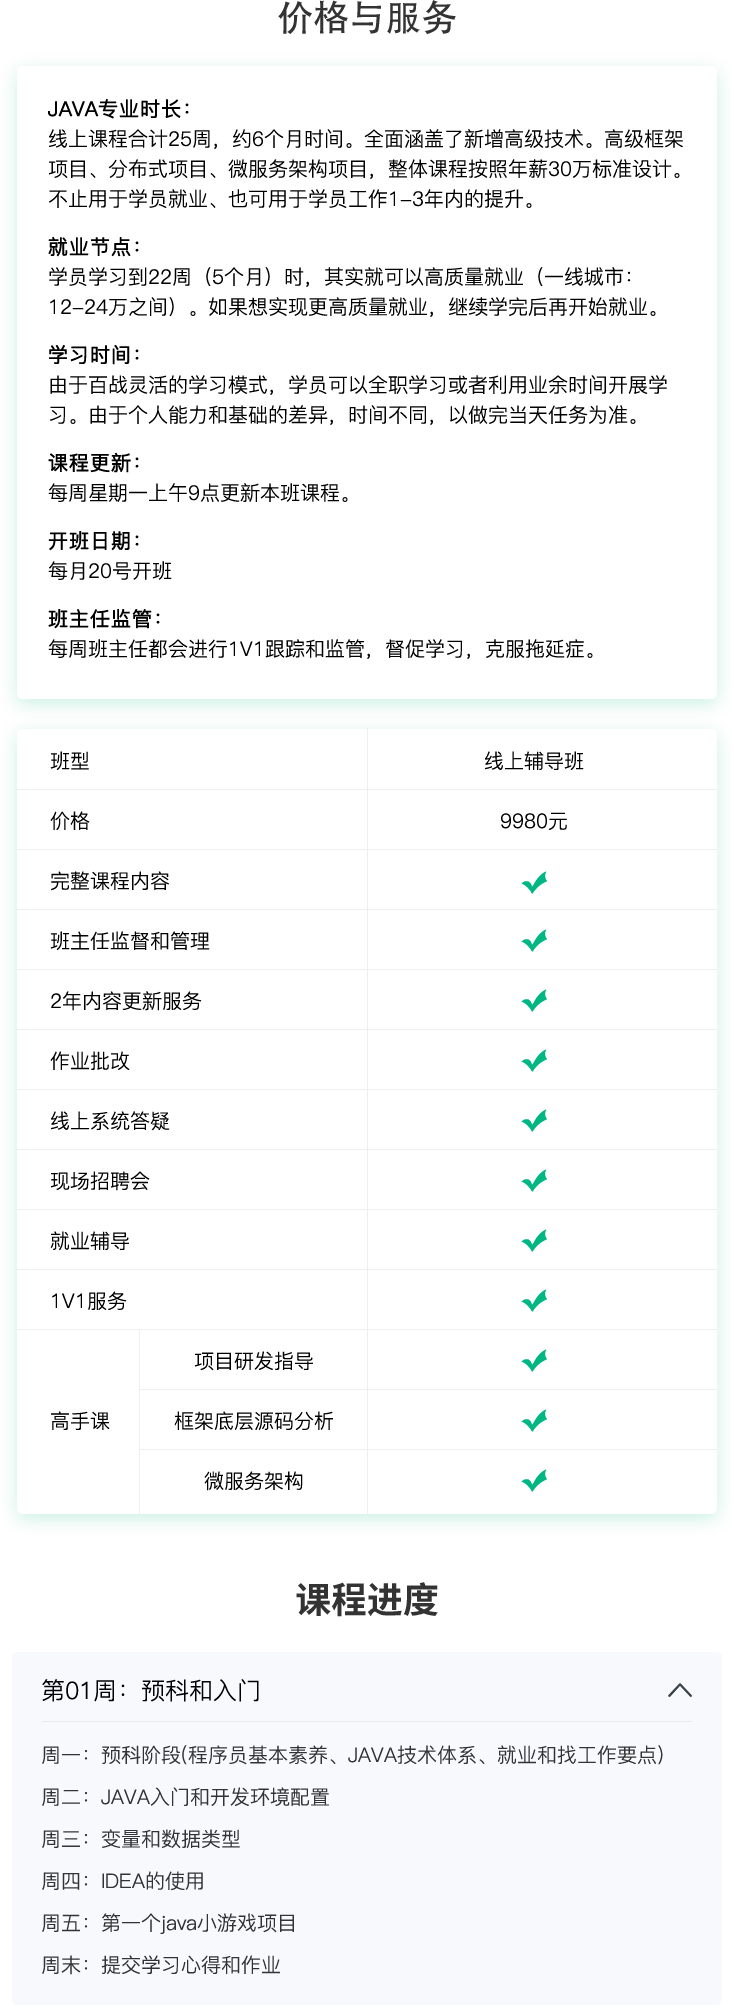 价格与服务
JAVA专业时长：
线上课程合计25周，约6个月时间。全面涵盖了新增高级技术。高级框架
项目、分布式项目、微服务架构项目，整体课程按照年薪30万标准设计。
不止用于学员就业、也可用于学员工作1-3年内的提升。
就业节点：
学员学习到22周（5个月）时，其实就可以高质量就业（一线城市：
12-24万之间）。如果想实现更高质量就业，继续学完后再开始就业。
学习时间：
由于百战灵活的学习模式，学员可以全职学习或者利用业余时间开展学
习。由于个人能力和基础的差异，时间不同，以做完当天任务为准。
课程更新：
每周星期一上午9点更新本班课程。
开班日期：
每月20号开班
班主任监管：
每周班主任都会进行1V1跟踪和监管，督促学习，克服拖延症。
班型 线上辅导班
价格 9980元
完整课程内容
班主任监督和管理
2年内容更新服务
作业批改
线上系统答疑
现场招聘会
就业辅导
1V1服务
高手课
项目研发指导
框架底层源码分析
微服务架构
课程进度
第01周：预科和入门
周一：预科阶段(程序员基本素养、JAVA技术体系、就业和找工作要点)
周二：JAVA入门和开发环境配置
周三：变量和数据类型
周四：IDEA的使用
周五：第一个java小游戏项目
周末：提交学习心得和作业